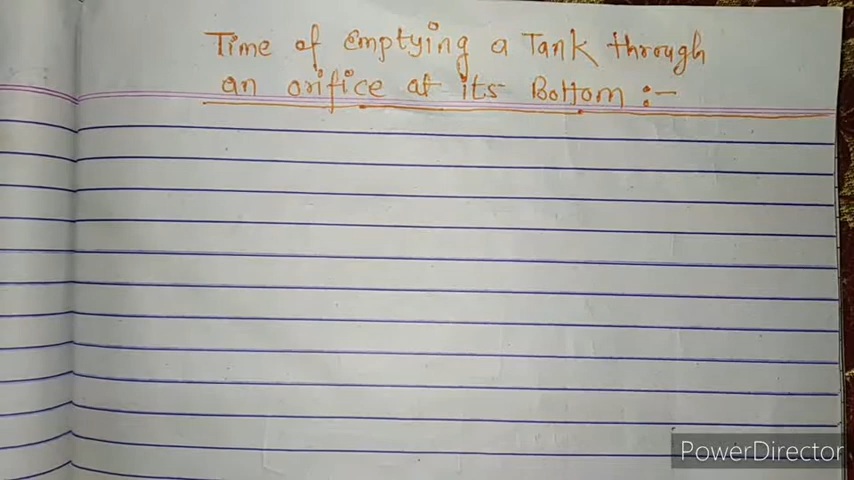 Time of emptying a Tank through
an orifice at its Bottom :-
PowerDirector